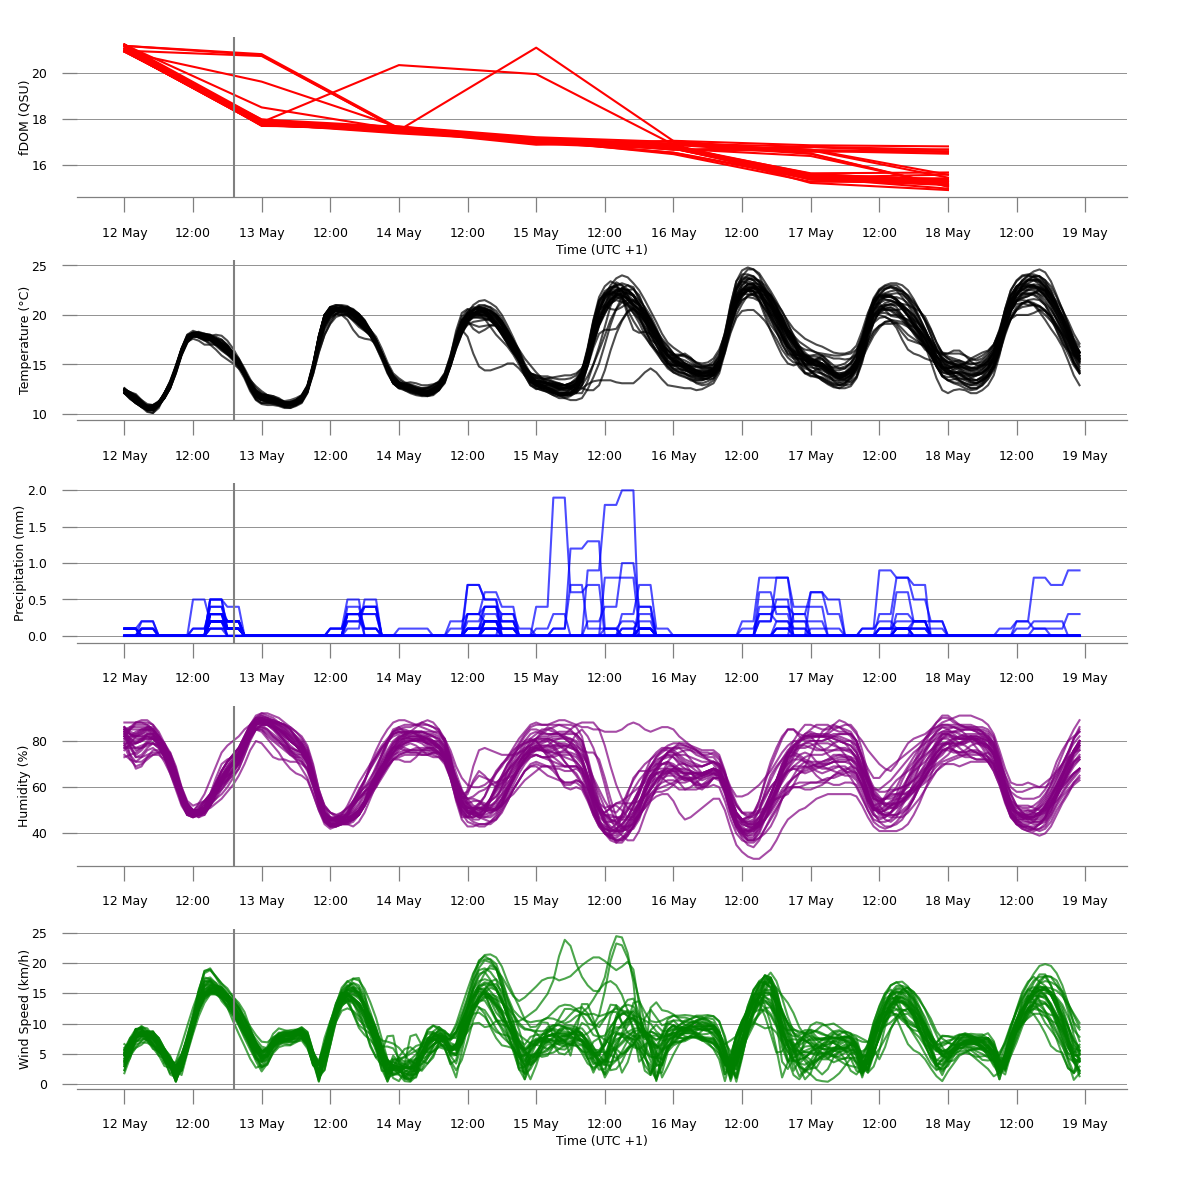 fDOM (QSU)
20
18
16
12 May 12:00 13 May 12:00 14 May 12:00 15 May 12:00 16 May 12:00 17 May 12:00 18 May 12:00 19 May
Time (UTC +1)
Temperature (°C)
25
20
15
10
12 May 12:00 13 May 12:00 14 May 12:00 15 May 12:00 16 May 12:00 17 May 12:00 18 May 12:00 19 May
Precipitation (mm)
2.0
1.5
1.0
0.5
0.0
12 May 12:00 13 May 12:00 14 May 12:00 15 May 12:00 16 May 12:00 17 May 12:00 18 May 12:00 19 May
Humidity (%)
80
60
40
12 May 12:00 13 May 12:00 14 May 12:00 15 May 12:00 16 May 12:00 17 May 12:00 18 May 12:00 19 May
Wind Speed (km/h)
25
20
15
10
5
0
12 May 12:00 13 May 12:00 14 May 12:00 15 May 12:00 16 May 12:00 17 May 12:00 18 May 12:00 19 May
Time (UTC +1)